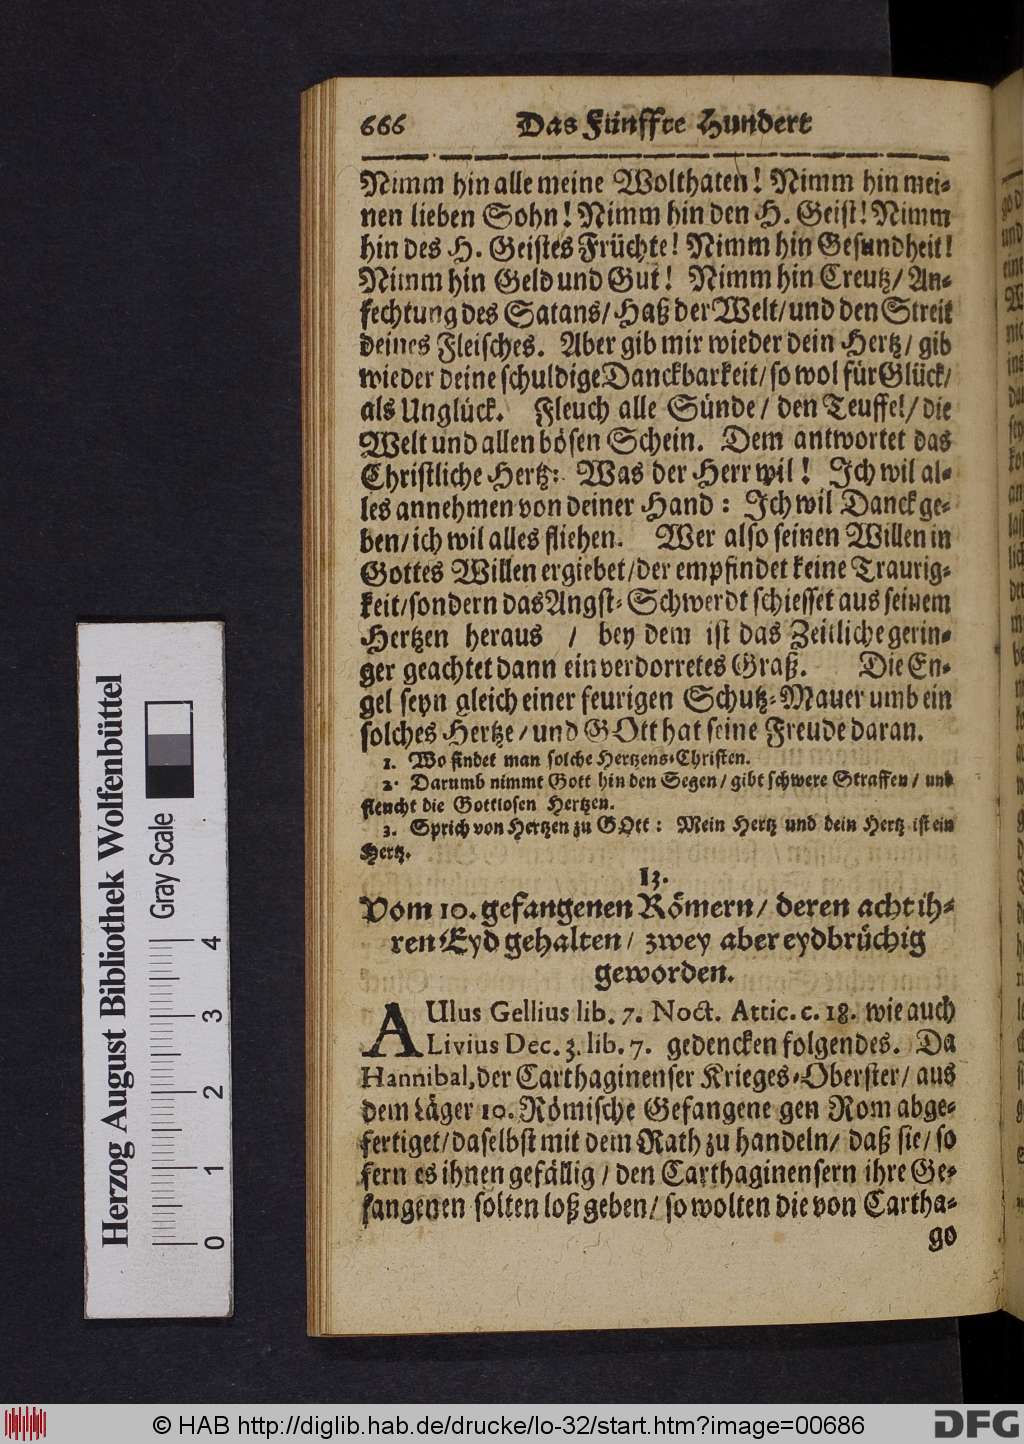 666 Das Fünffte Hundert
Nimm hin alle meine Wolthaten! Nimm hin mei-
nen lieben Sohn! Nimm hin den H. Geist! Nimm
hin des H. Geistes Früchte! Nimm hin Gesundheit!
Nimm hin Geld und Gut! Nimm hin Creutz/ An-
fechtung des Satans/ Haß der Welt/ und den Streit
deines Fleisches. Aber gib mir wieder dein Hertz/ gib
wieder deine schuldige Danckbarkeit/ so wol für Glück/
als Unglück. Fleuch alle Sünde/ den Teuffel/ die
Welt und allen bösen Schein. Dem antwortet das
Christliche Hertz: Was der Herr wil! Ich wil al-
les annehmen von deiner Hand: Ich wil Danck ge-
ben/ ich wil alles fliehen. Wer also seinen Willen in
Gottes Willen ergiebet/ der empfindet keine Traurig-
keit/ sondern das Angst-Schwerdt schiesset aus seinem
Hertzen heraus / bey dem ist das Zeitliche gerin-
ger geachtet dann ein verdorretes Graß. Die En-
gel seyn gleich einer feurigen Schutz-Mauer umb ein
solches Hertze/ und GOtt hat seine Freude daran.
1. Wo findet man solche Hertzens-Christen.
2. Darumb nimmt Gott hin den Segen/ gibt schwere Straffen/ und
fleucht die Gottlosen Hertzen.
3. Sprich von Hertzen zu GOtt: Mein Hertz und dein Hertz ist ein
Hertz.
13.
Vom 10. gefangenen Römern/ deren acht ih-
ren Eyd gehalten/ zwey aber eydbrüchig
geworden.
AUlus Gellius lib. 7. Noct. Attic. c. 18. wie auch
Livius Dec. 3. lib. 7. gedencken folgendes. Da
Hannibal, der Carthaginenser Krieges-Oberster/ aus
dem Läger 10. Römische Gefangene gen Rom abge-
fertiget/ daselbst mit dem Rath zu handeln/ daß sie/ so
fern es ihnen gefällig/ den Carthaginensern ihre Ge-
fangenen solten loß geben/ so wolten die von Cartha-
go
Herzog August Bibliothek Wolfenbüttel
Gray Scale
0 1 2 3 4
© HAB http://diglib.hab.de/drucke/lo-32/start.htm?image=00686
DFG